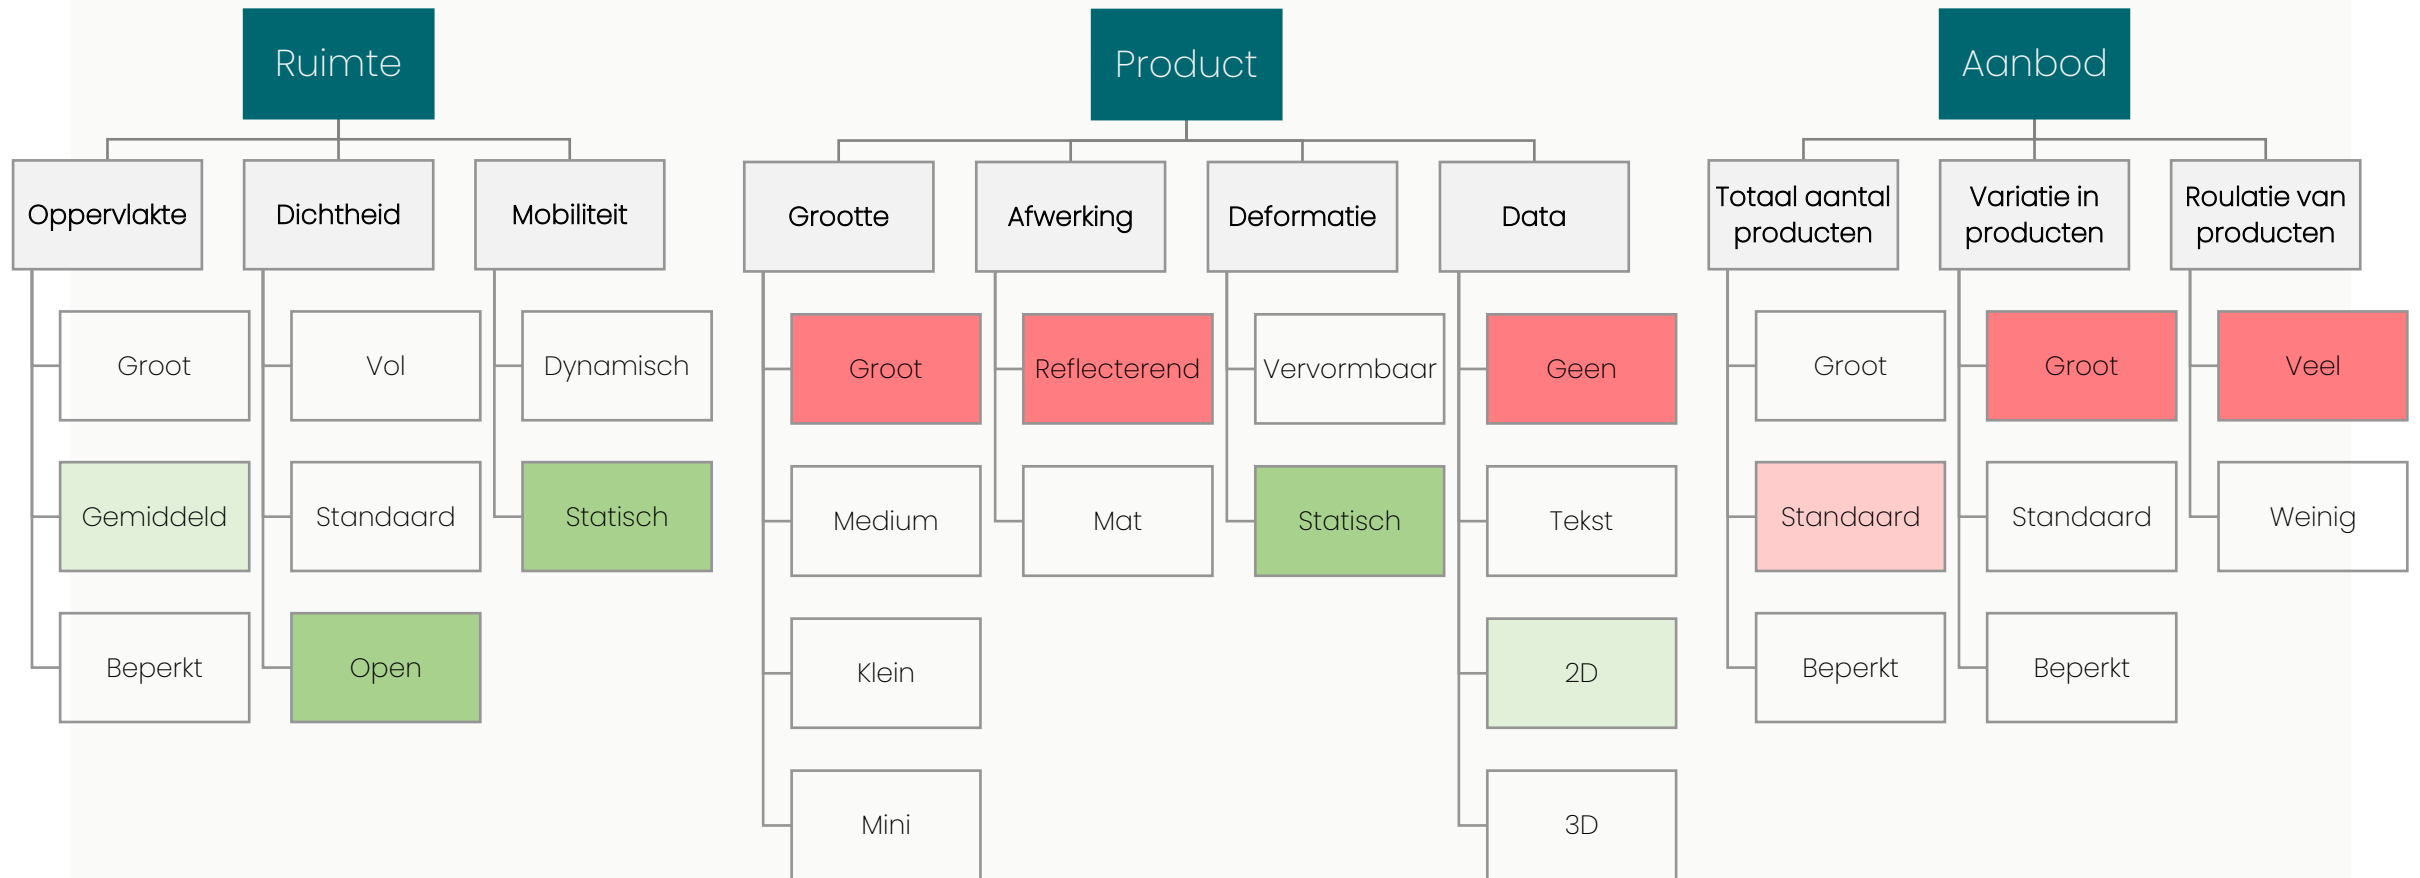 Ruimte
Oppervlakte
Dichtheid
Mobiliteit
Groot
Vol
Dynamisch
Gemiddeld
Standaard
Statisch
Beperkt
Open
Product
Grootte
Afwerking
Deformatie
Data
Groot
Reflecterend
Vervormbaar
Geen
Medium
Mat
Statisch
Tekst
Klein
2D
Mini
3D
Aanbod
Totaal aantal
producten
Variatie in
producten
Roulatie van
producten
Groot
Groot
Veel
Standaard
Standaard
Weinig
Beperkt
Beperkt